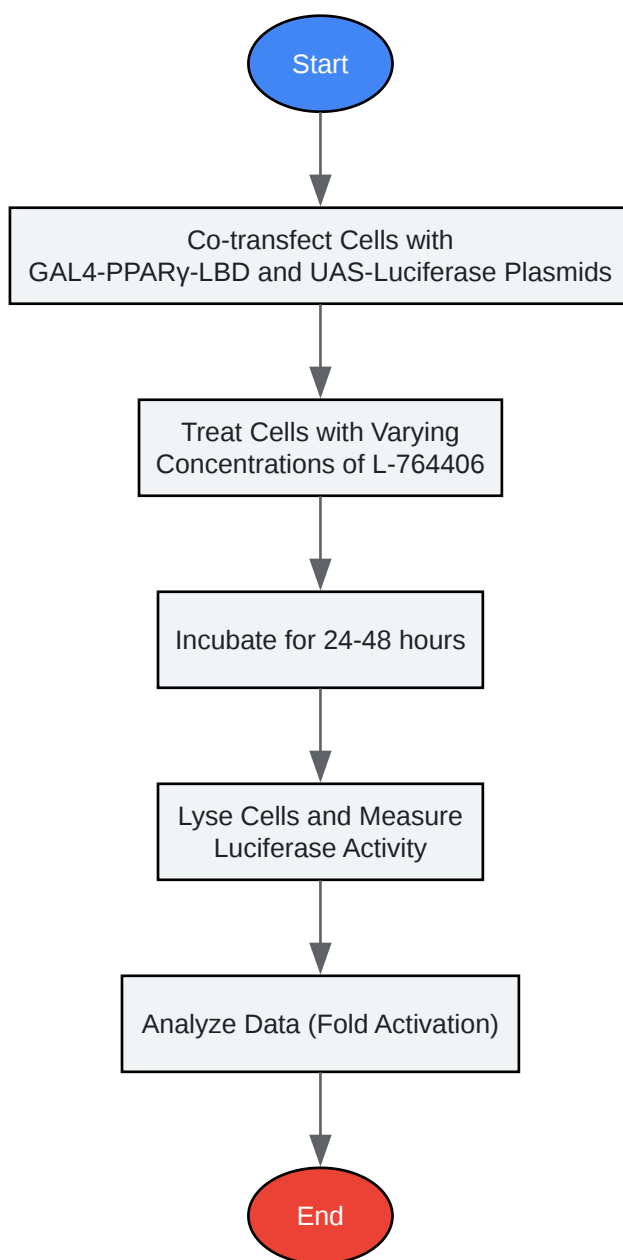 Start
Co-transfect Cells with
GAL4-PPARγ-LBD and UAS-Luciferase Plasmids
Treat Cells with Varying
Concentrations of L-764406
Incubate for 24-48 hours
Lyse Cells and Measure
Luciferase Activity
Analyze Data (Fold Activation)
End